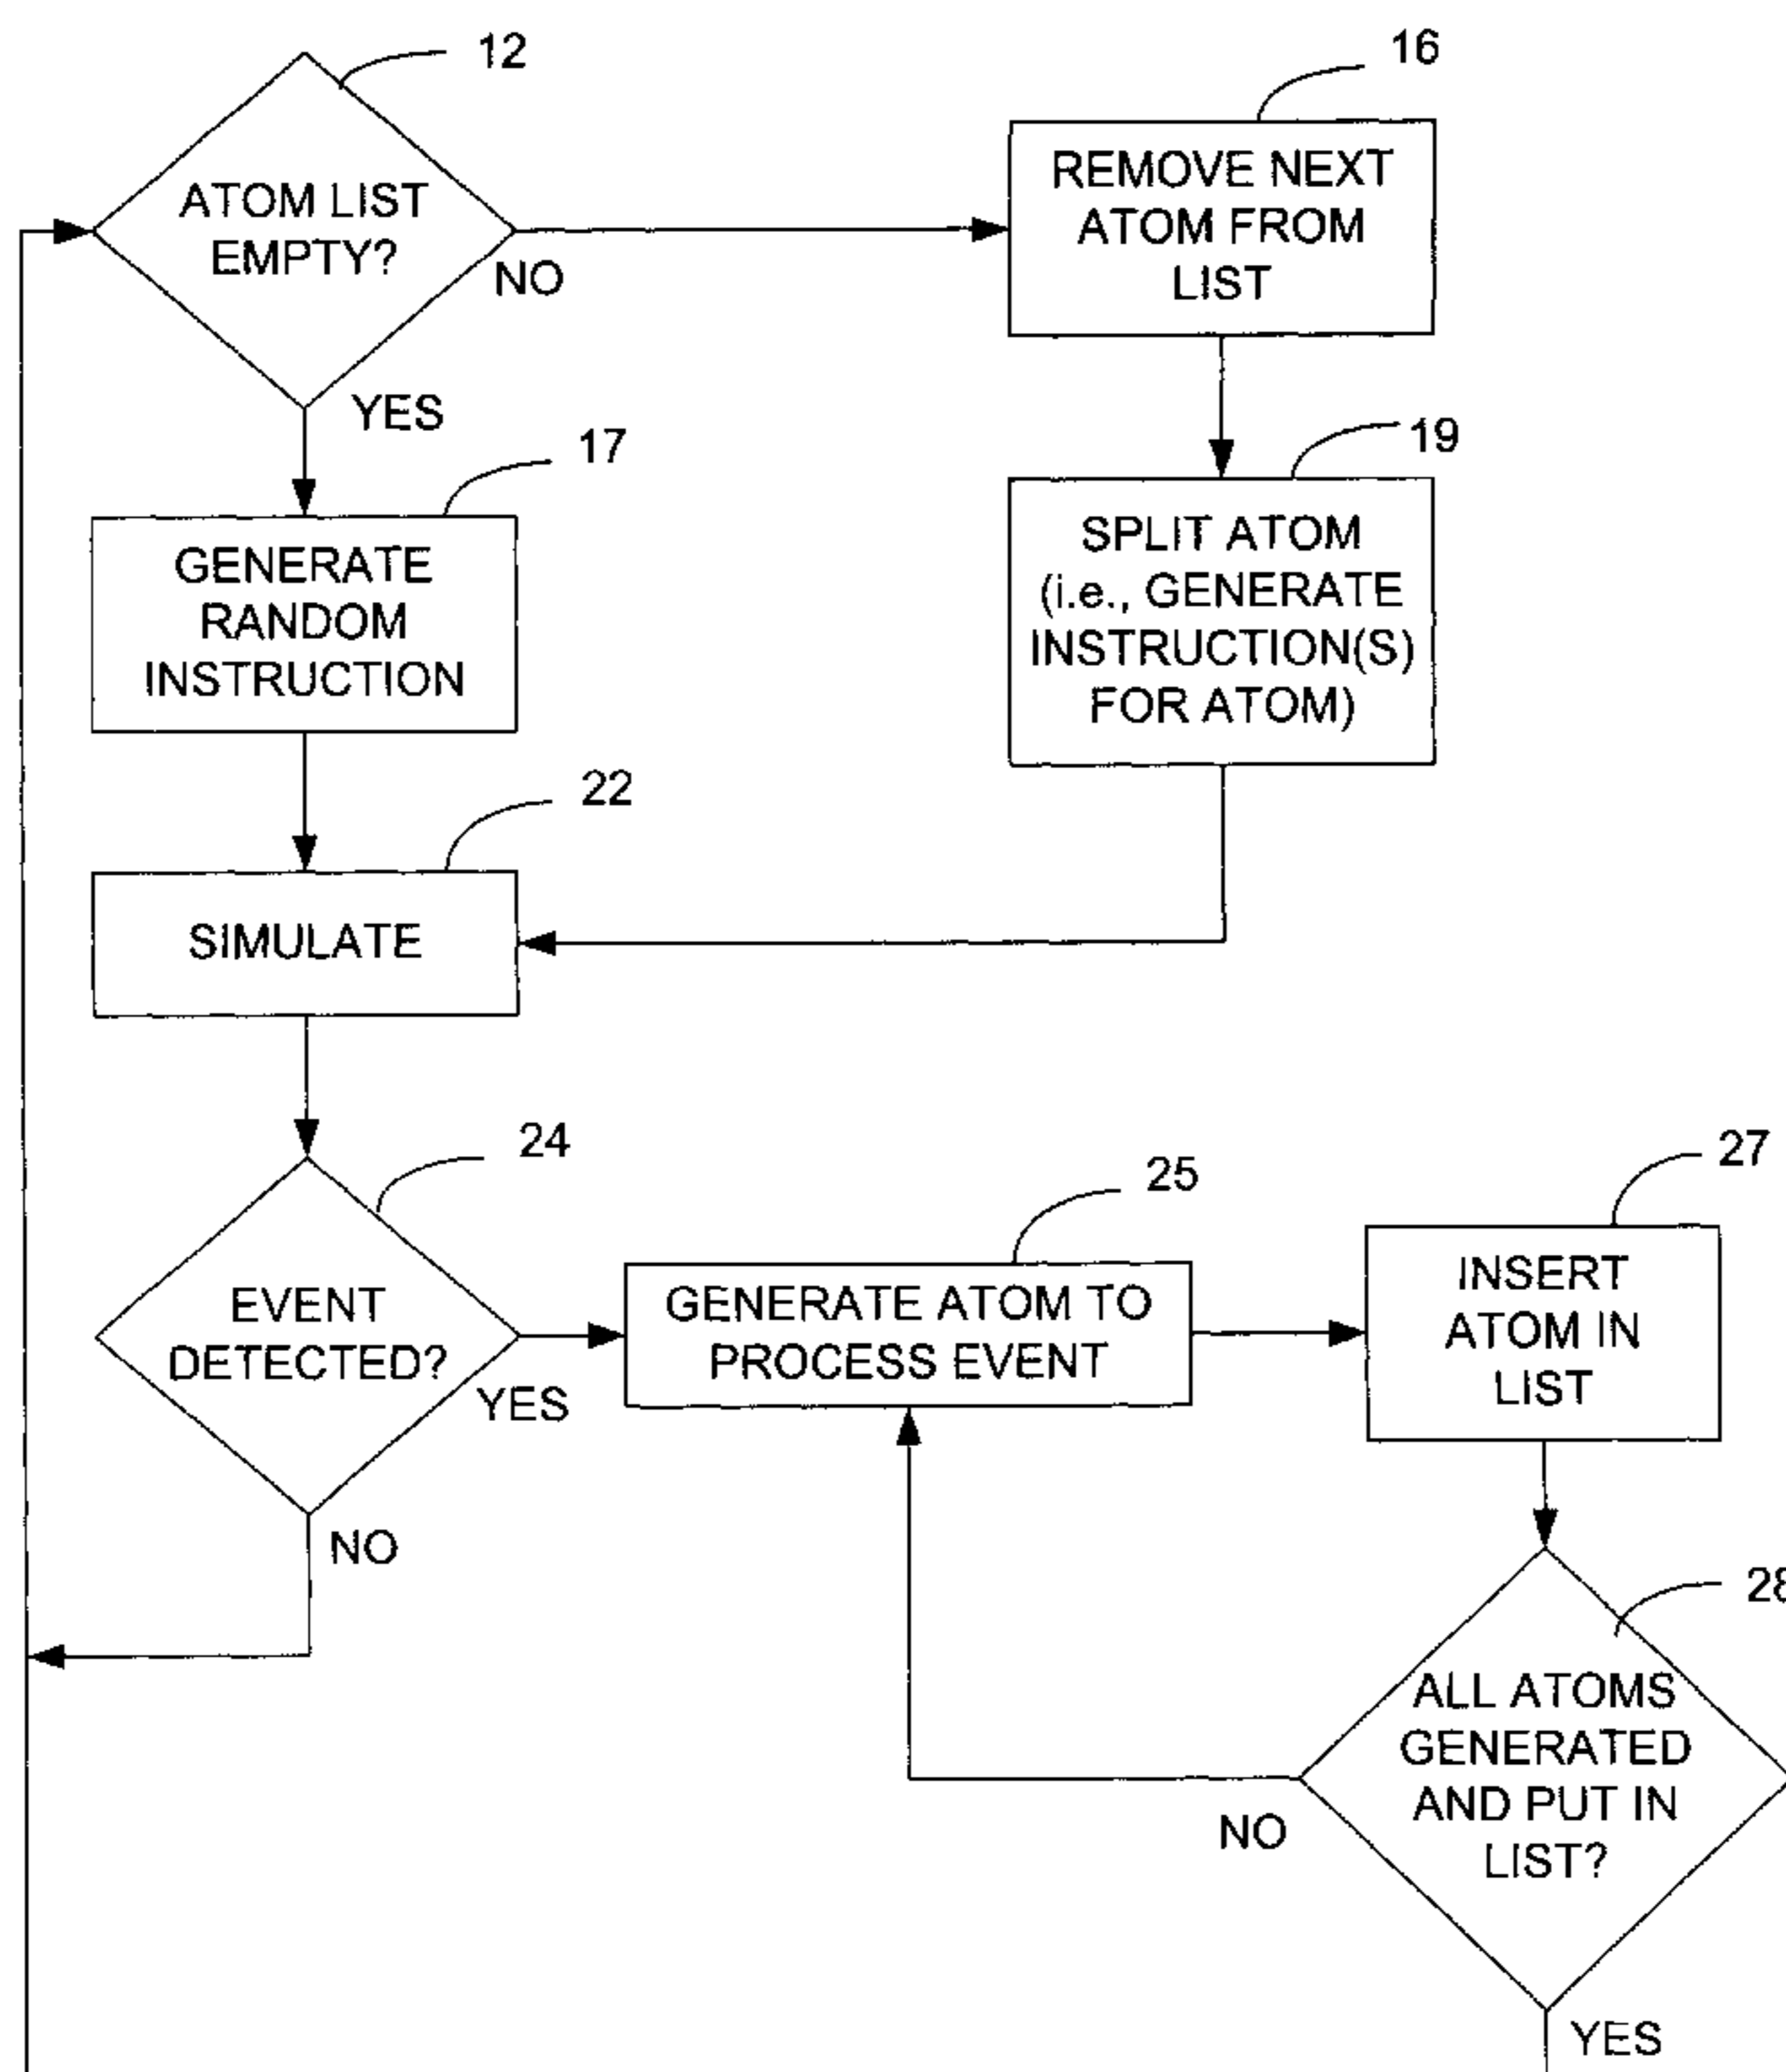 12
ATOM LIST
EMPTY?
NO
YES
16
REMOVE NEXT
ATOM FROM
LIST
17
GENERATE
RANDOM
INSTRUCTION
19
SPLIT ATOM
(i.e., GENERATE
INSTRUCTION(S)
FOR ATOM)
22
SIMULATE
24
EVENT
DETECTED?
YES
NO
25
GENERATE ATOM TO
PROCESS EVENT
27
INSERT
ATOM IN
LIST
28
ALL ATOMS
GENERATED
AND PUT IN
LIST?
NO
YES